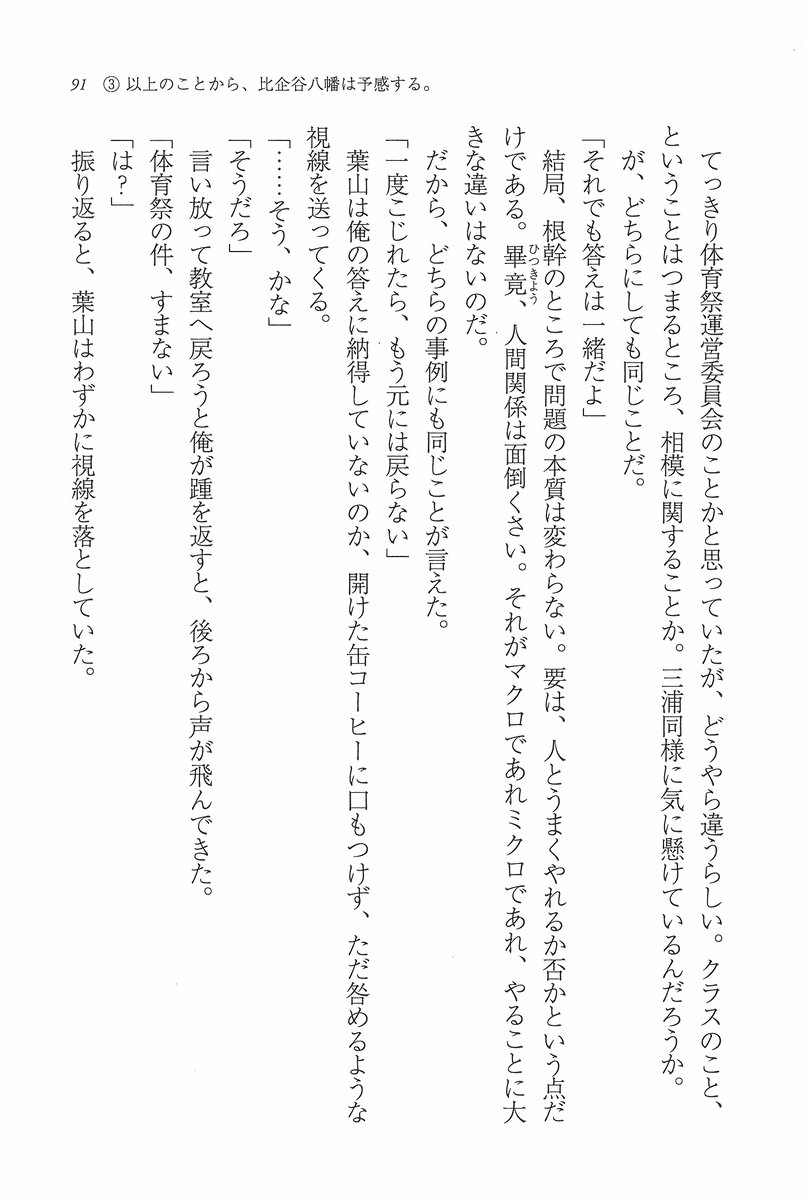 91 ③ 以上のことから、比企谷八幡は予感する。
てっきり体育祭運営委員会のことかと思っていたが、どうやら違うらしい。クラスのこと、
ということはつまるところ、相模に関することか。三浦同様に気に懸けているんだろうか。
が、どちらにしても同じことだ。
「それでも答えは一緒だよ」
結局、根幹のところで問題の本質は変わらない。要は、人とうまくやれるか否かという点だ
けである。畢竟、人間関係は面倒くさい。それがマクロであれミクロであれ、やることに大
ひつきよう
きな違いはないのだ。
だから、どちらの事例にも同じことが言えた。
「一度こじれたら、もう元には戻らない」
葉山は俺の答えに納得していないのか、開けた缶コーヒーに口もつけず、ただ咎めるような
視線を送ってくる。
「……そう、かな」
「そうだろ」
言い放って教室へ戻ろうと俺が踵を返すと、後ろから声が飛んできた。
「体育祭の件、すまない」
「は?」
振り返ると、葉山はわずかに視線を落としていた。